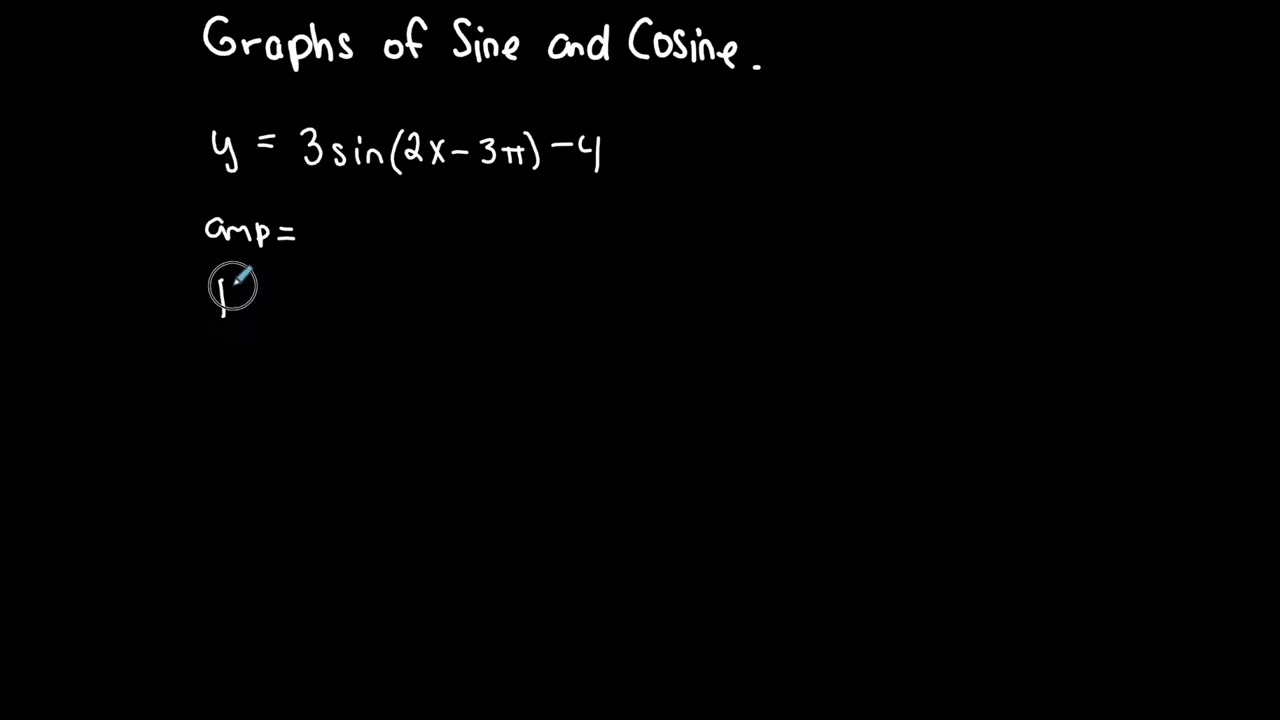 Graphs of Sine and Cosine.
y = 3sin(2x-3π)-4
amp=